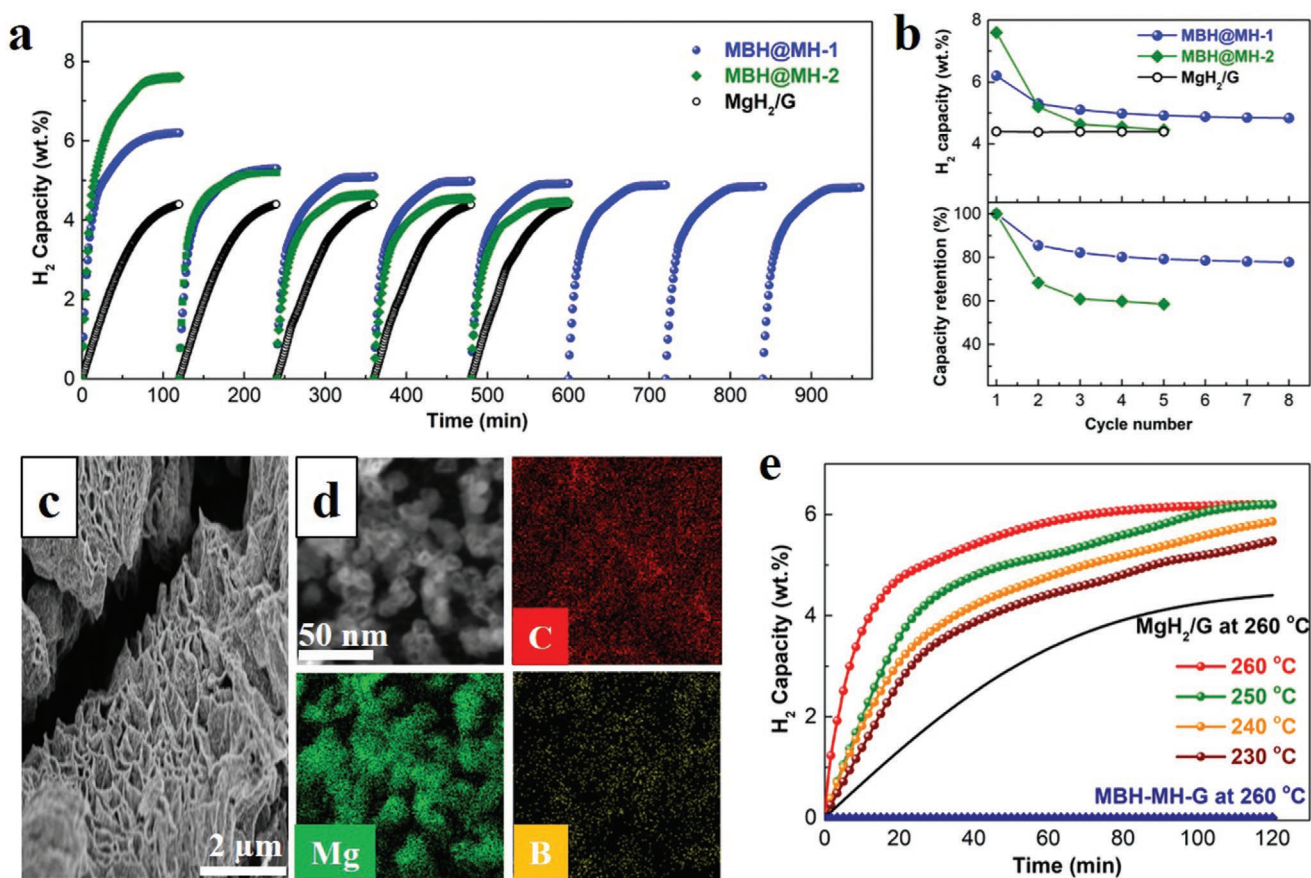 a
H₂ Capacity (wt.%)
8
6
4
2
0
MBH@MH-1
MBH@MH-2
MgH₂/G
0 100 200 300 400 500 600 700 800 900
Time (min)
b
H₂ capacity (wt.%)
8
6
4
MBH@MH-1
MBH@MH-2
MgH₂/G
Capacity retention (%)
100
80
60
40
1 2 3 4 5 6 7 8
Cycle number
c
2 µm
d
50 nm
C
Mg
B
e
H₂ Capacity (wt.%)
6
4
2
0
MgH₂/G at 260 °C
260 °C
250 °C
240 °C
230 °C
MBH-MH-G at 260 °C
0 20 40 60 80 100 120
Time (min)